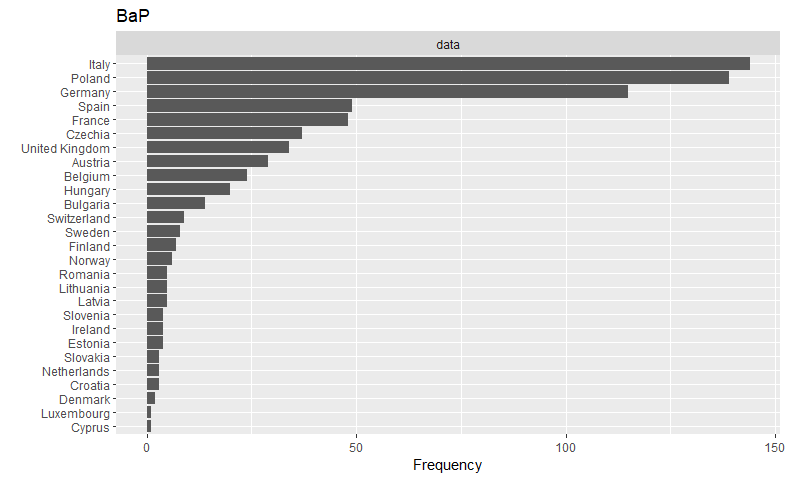 BaP
data
Italy
Poland
Germany
Spain
France
Czechia
United Kingdom
Austria
Belgium
Hungary
Bulgaria
Switzerland
Sweden
Finland
Norway
Romania
Lithuania
Latvia
Slovenia
Ireland
Estonia
Slovakia
Netherlands
Croatia
Denmark
Luxembourg
Cyprus
0 50 100 150
Frequency